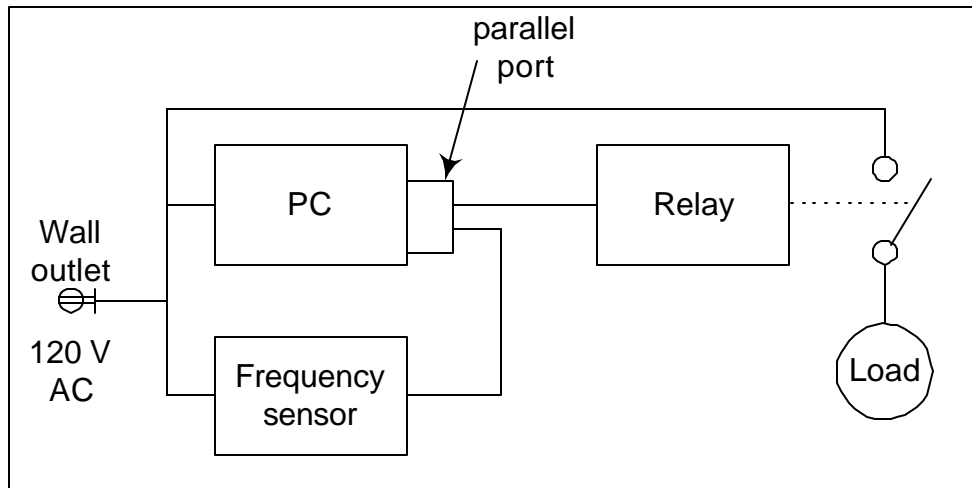 parallel
port
PC
Relay
Wall
outlet
120 V
AC
Frequency
sensor
Load